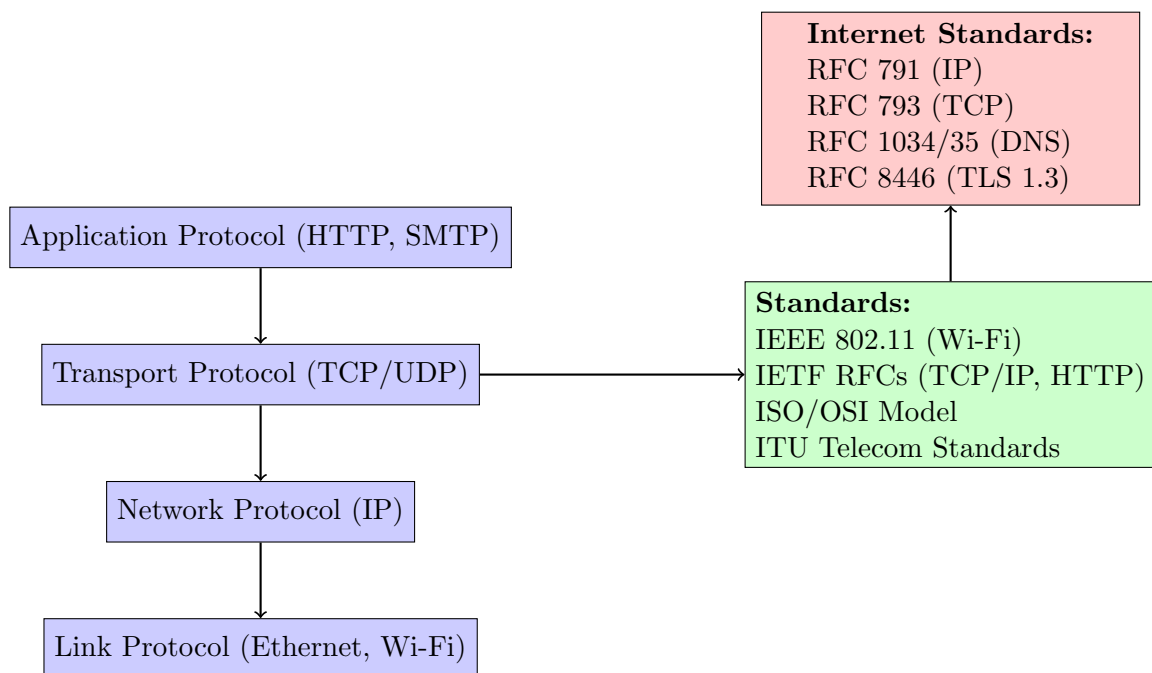 Internet Standards:
RFC 791 (IP)
RFC 793 (TCP)
RFC 1034/35 (DNS)
RFC 8446 (TLS 1.3)
Application Protocol (HTTP, SMTP)
Transport Protocol (TCP/UDP)
Network Protocol (IP)
Link Protocol (Ethernet, Wi-Fi)
Standards:
IEEE 802.11 (Wi-Fi)
IETF RFCs (TCP/IP, HTTP)
ISO/OSI Model
ITU Telecom Standards